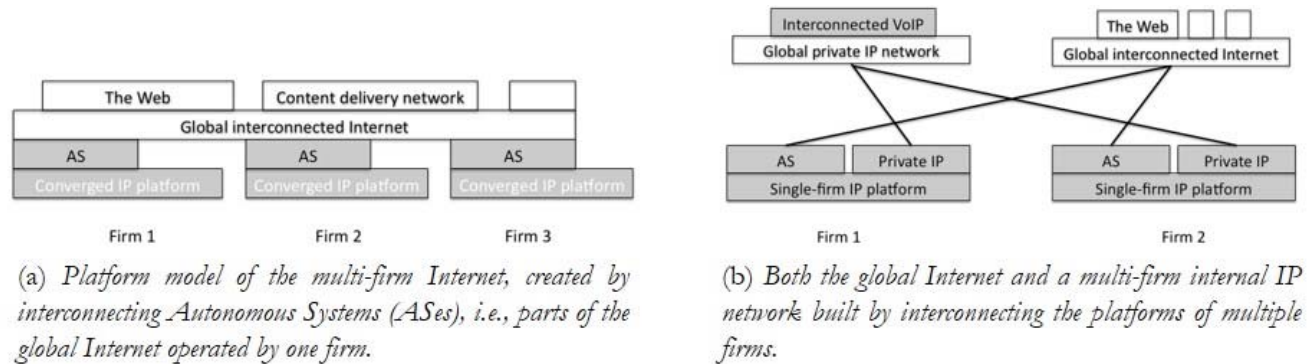 The Web
Content delivery network
Global interconnected Internet
AS
AS
AS
Converged IP platform
Converged IP platform
Converged IP platform
Firm 1
Firm 2
Firm 3
(a) Platform model of the multi-firm Internet, created by
interconnecting Autonomous Systems (ASes), i.e., parts of the
global Internet operated by one firm.
Interconnected VoIP
Global private IP network
The Web
Global interconnected Internet
AS
Private IP
AS
Private IP
Single-firm IP platform
Single-firm IP platform
Firm 1
Firm 2
(b) Both the global Internet and a multi-firm internal IP
network built by interconnecting the platforms of multiple
firms.